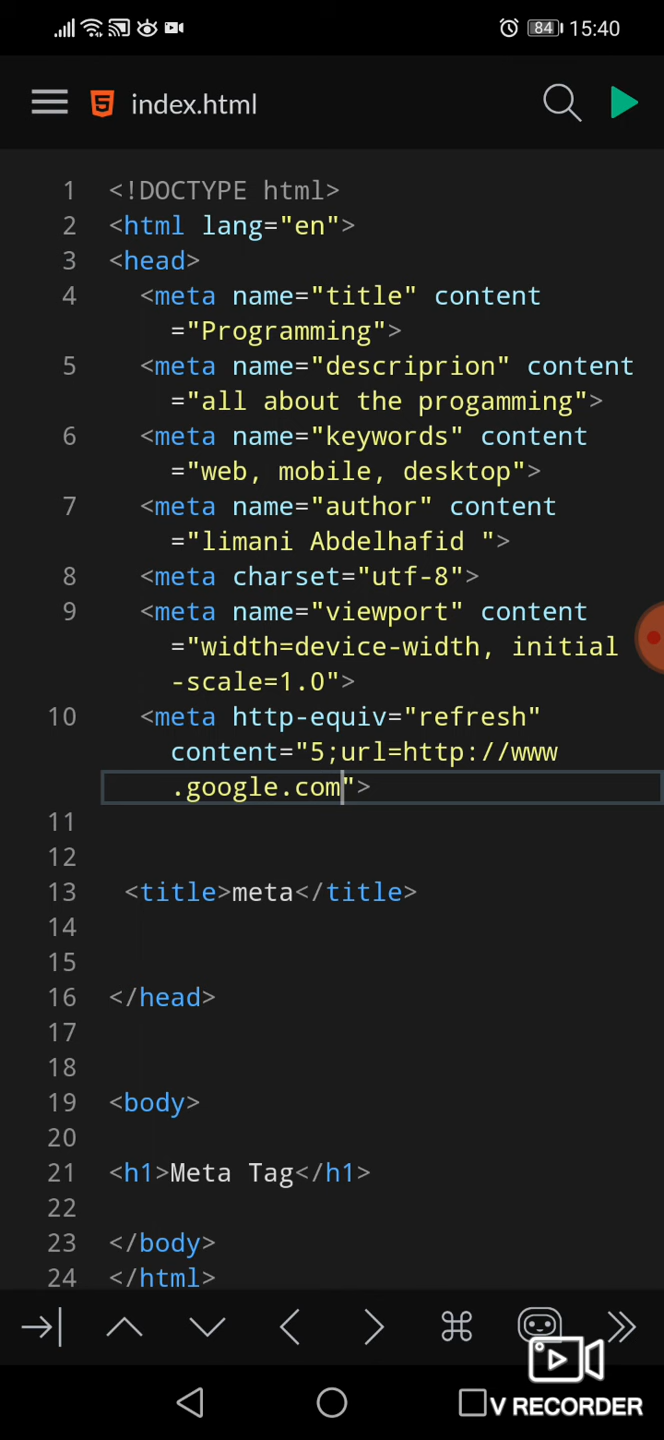 84 15:40
index.html
1 <!DOCTYPE html>
2 <html lang="en">
3 <head>
4 <meta name="title" content
="Programming">
5 <meta name="descriprion" content
="all about the progamming">
6 <meta name="keywords" content
="web, mobile, desktop">
7 <meta name="author" content
="limani Abdelhafid ">
8 <meta charset="utf-8">
9 <meta name="viewport" content
="width=device-width, initial
-scale=1.0">
10 <meta http-equiv="refresh"
content="5;url=http://www
.google.com">
11
12
13 <title>meta</title>
14
15
16 </head>
17
18
19 <body>
20
21 <h1>Meta Tag</h1>
22
23 </body>
24 </html>
V RECORDER